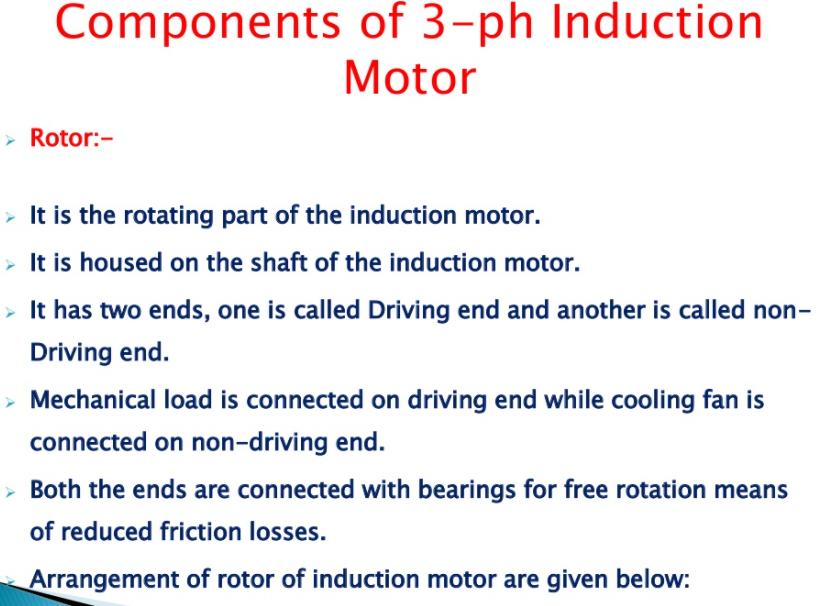 Components of 3-ph Induction
Motor
Rotor:-
It is the rotating part of the induction motor.
It is housed on the shaft of the induction motor.
It has two ends, one is called Driving end and another is called non-
Driving end.
Mechanical load is connected on driving end while cooling fan is
connected on non-driving end.
Both the ends are connected with bearings for free rotation means
of reduced friction losses.
Arrangement of rotor of induction motor are given below: